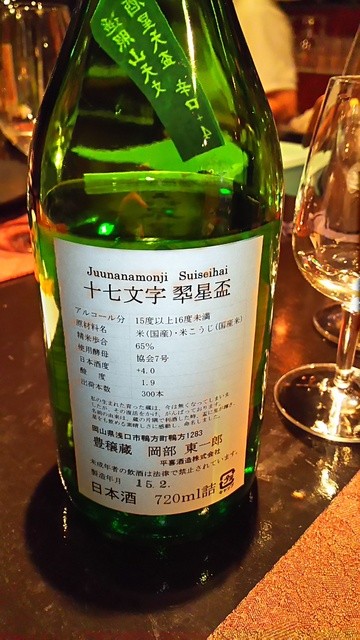 辛口 +4
Juunanamonji Suiseihai
十七文字 翠星盃
アルコール分 15度以上16度未満
原材料名 米(国産)・米こうじ(国産米)
精米歩合 65%
使用酵母 協会7号
日本酒度 +4.0
酸度 1.9
出荷本数 300本
岡山県浅口市鴨方町鴨方1283
豊穣蔵 岡部 東一郎
平喜酒造株式会社
未成年者の飲酒は法律で禁止されています。
製造年月 15.2.
日本酒 720ml詰